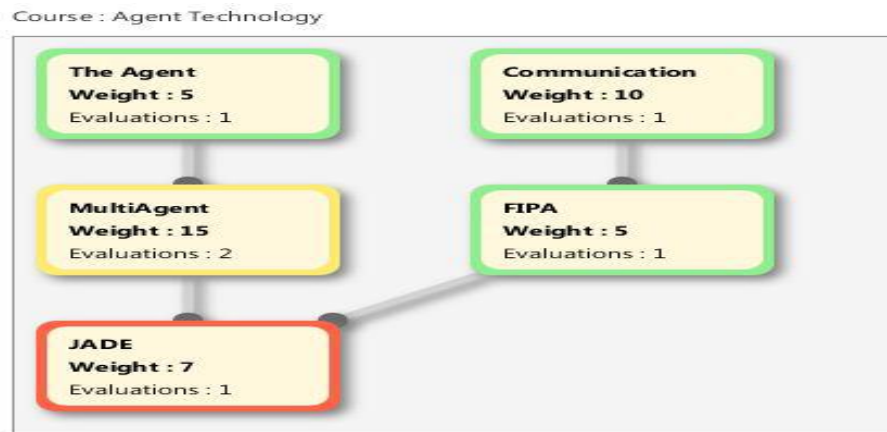 Course : Agent Technology
The Agent
Weight : 5
Evaluations : 1
Communication
Weight : 10
Evaluations : 1
MultiAgent
Weight : 15
Evaluations : 2
FIPA
Weight : 5
Evaluations : 1
JADE
Weight : 7
Evaluations : 1